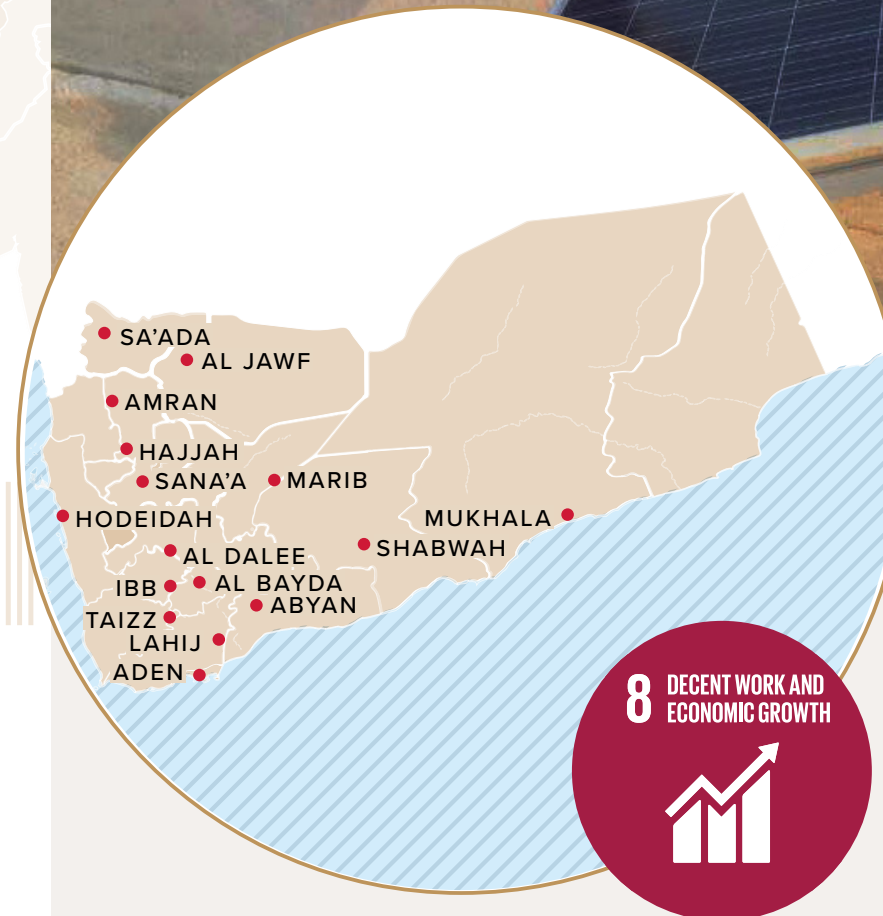 SA'ADA
AL JAWF
AMRAN
HAJJAH
SANA'A
MARIB
HODEIDAH
MUKHALA
SHABWAH
AL DALEE
IBB
AL BAYDA
ABYAN
TAIZZ
LAHIJ
ADEN
8 DECENT WORK AND
ECONOMIC GROWTH